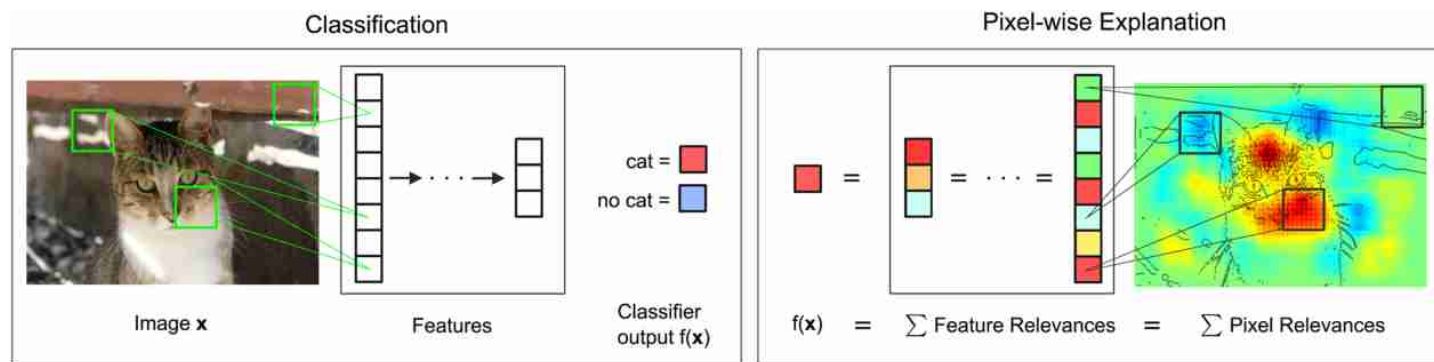 Classification
cat =
no cat =
Image x
Features
Classifier
output f(x)
Pixel-wise Explanation
= = · · · =
f(x) = ∑ Feature Relevances = ∑ Pixel Relevances